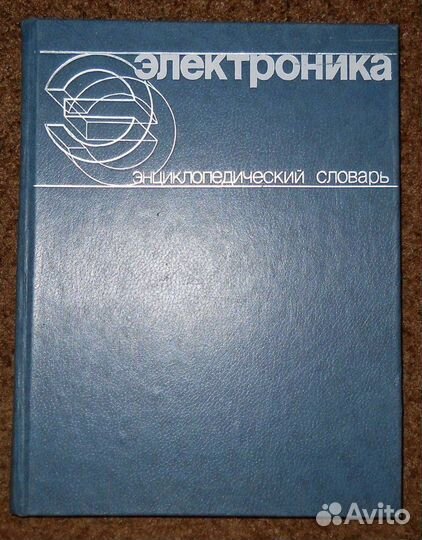 электроника
энциклопедический словарь
Avito